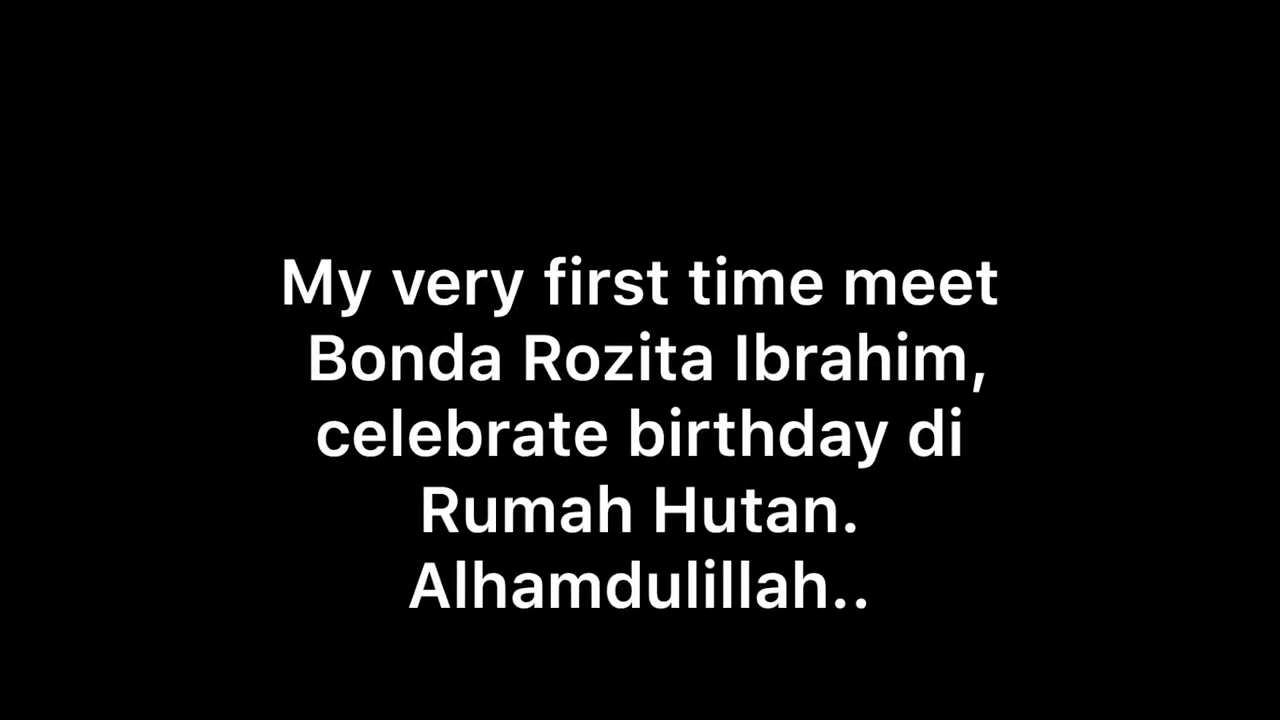 My very first time meet
Bonda Rozita Ibrahim,
celebrate birthday di
Rumah Hutan.
Alhamdulillah..